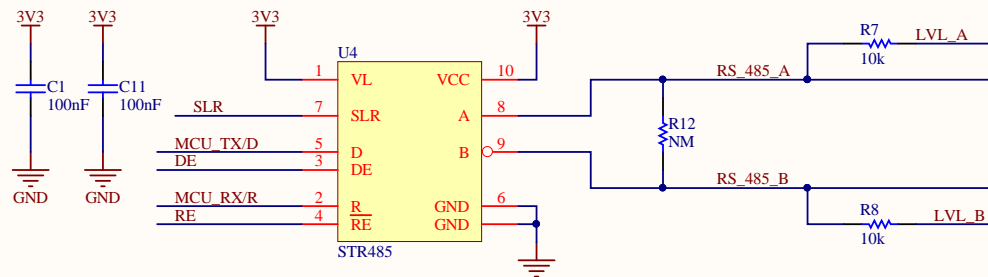 3V3
3V3
3V3
3V3
R7
LVL_A
10k
U4
1
VL
VCC
10
RS_485_A
C1
100nF
C11
100nF
SLR
7
SLR
A
8
R12
NM
MCU_TX/D
5
D
B
9
DE
3
DE
RS_485_B
GND
GND
MCU_RX/R
2
R
GND
6
R8
LVL_B
10k
RE
4
RE
GND
STR485